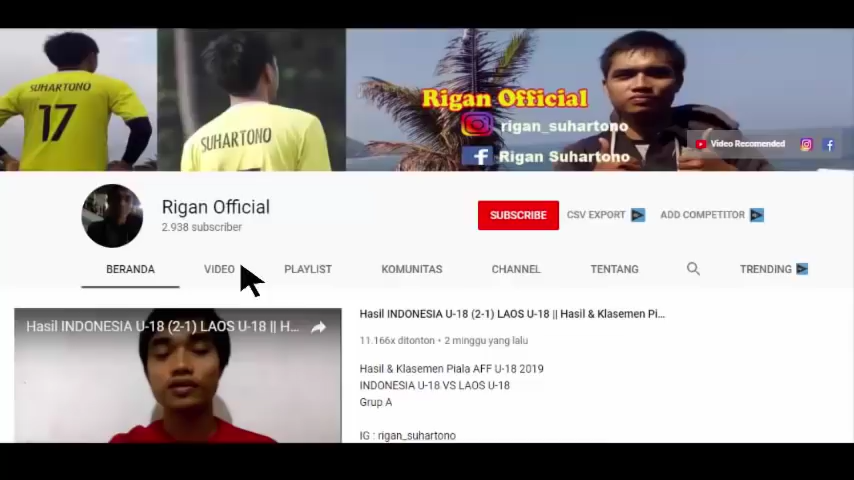 SUHARTONO
17
SUHARTONO
Rigan Official
rigan_suhartono
Rigan Suhartono
Video Recomended
Rigan Official
2.938 subscriber
SUBSCRIBE
CSV EXPORT
ADD COMPETITOR
BERANDA
VIDEO
PLAYLIST
KOMUNITAS
CHANNEL
TENTANG
TRENDING
Hasil INDONESIA U-18 (2-1) LAOS U-18 || H...
Hasil INDONESIA U-18 (2-1) LAOS U-18 || Hasil & Klasemen Pi...
11.166x ditonton • 2 minggu yang lalu
Hasil & Klasemen Piala AFF U-18 2019
INDONESIA U-18 VS LAOS U-18
Grup A
IG : rigan_suhartono